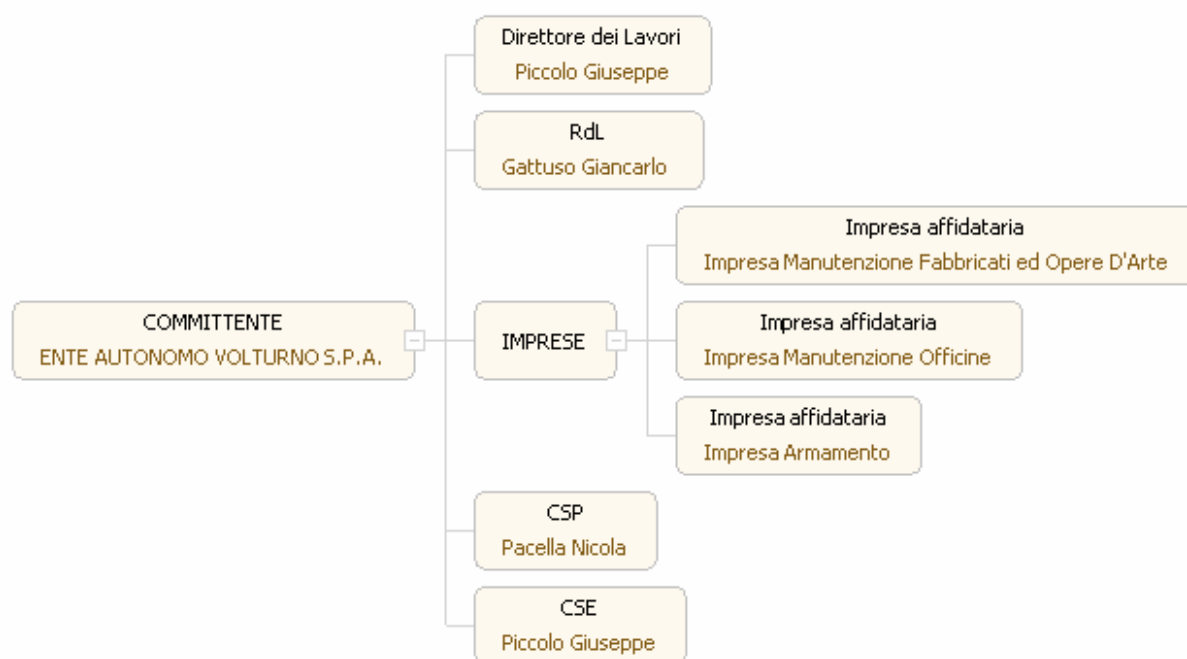 Direttore dei Lavori
Piccolo Giuseppe
RdL
Gattuso Giancarlo
Impresa affidataria
Impresa Manutenzione Fabbricati ed Opere D'Arte
COMMITTENTE
ENTE AUTONOMO VOLTURNO S.P.A.
IMPRESE
Impresa affidataria
Impresa Manutenzione Officine
Impresa affidataria
Impresa Armamento
CSP
Pacella Nicola
CSE
Piccolo Giuseppe